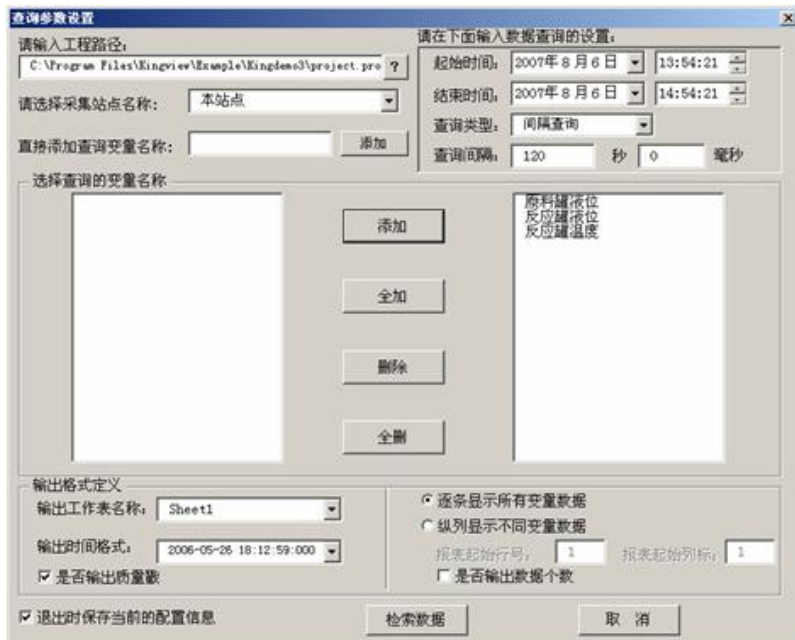 查询参数设置
请输入工程路径:
C:\Program Files\Kingview\Example\Kingdemo3\project.pro ?
请选择采集站点名称: 本站点
直接添加查询变量名称: 添加
请在下面输入数据查询的设置:
起始时间: 2007年 8 月 6 日 13:54:21
结束时间: 2007年 8 月 6 日 14:54:21
查询类型: 间隔查询
查询间隔: 120 秒 0 毫秒
选择查询的变量名称
添加
全加
删除
全删
原料罐液位
反应罐液位
反应罐温度
输出格式定义
输出工作表名称: Sheet1
输出时间格式: 2006-05-26 18:12:59:000
是否输出质量戳
逐条显示所有变量数据
纵列显示不同变量数据
报表起始行号: 1 报表起始列标: 1
是否输出数据个数
退出时保存当前的配置信息
检索数据
取 消